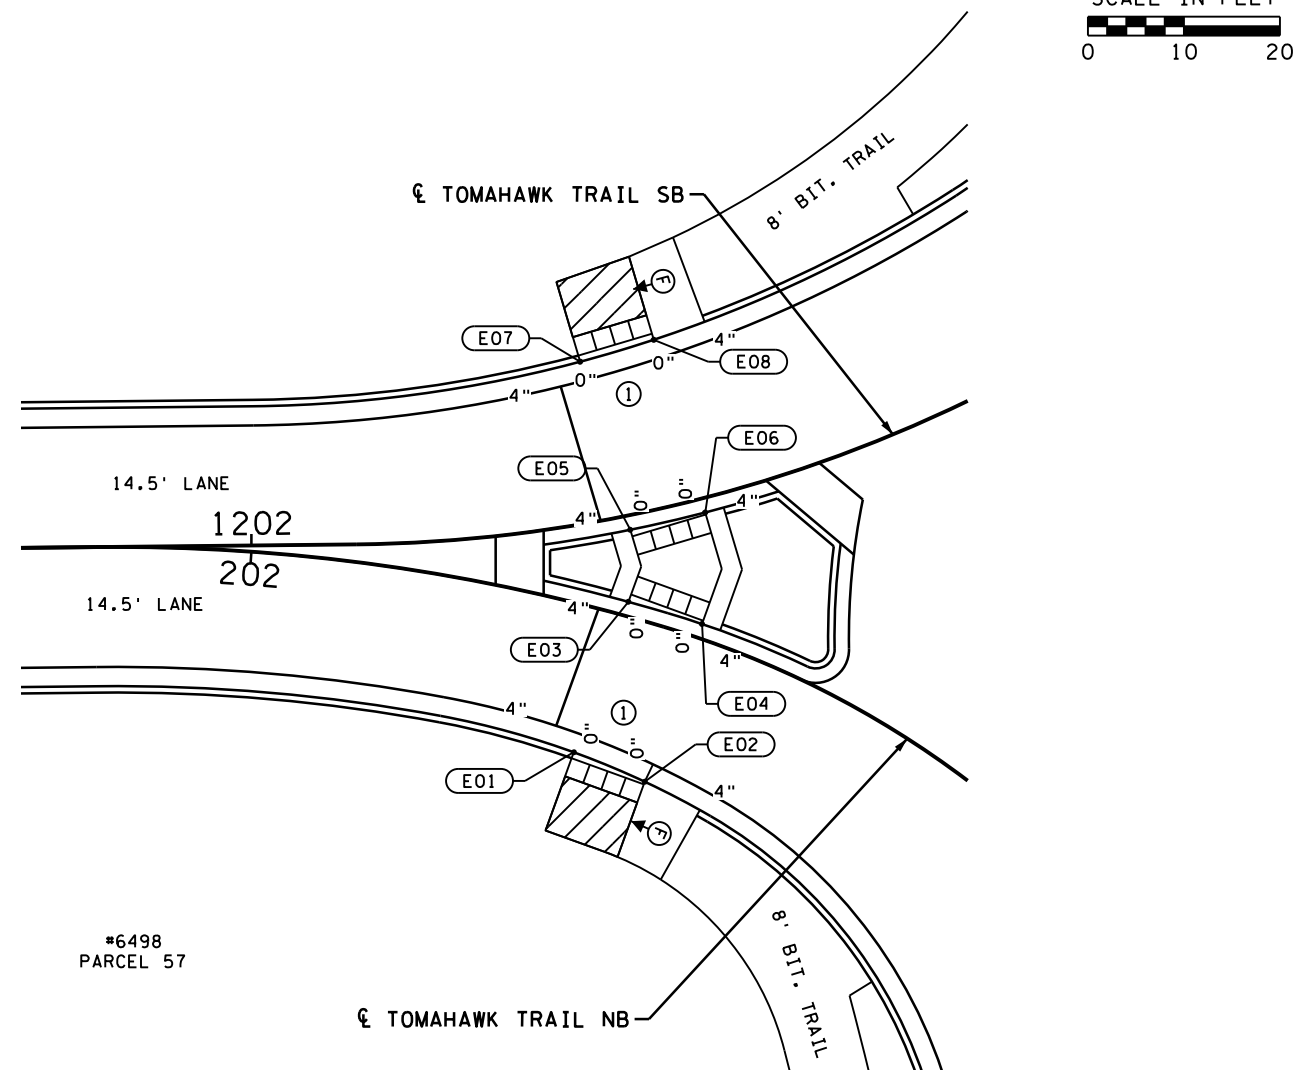 SCALE IN FEET
0 10 20
8' BIT. TRAIL
℄ TOMAHAWK TRAIL SB
F
E07
4"
E08
0"
0"
4"
1
E06
E05
14.5' LANE
0"
0"
4"
4"
1202
202
14.5' LANE
4"
0"
0"
E03
4"
E04
4"
1
0"
0"
E02
E01
4"
F
8' BIT. TRAIL
#6498
PARCEL 57
℄ TOMAHAWK TRAIL NB